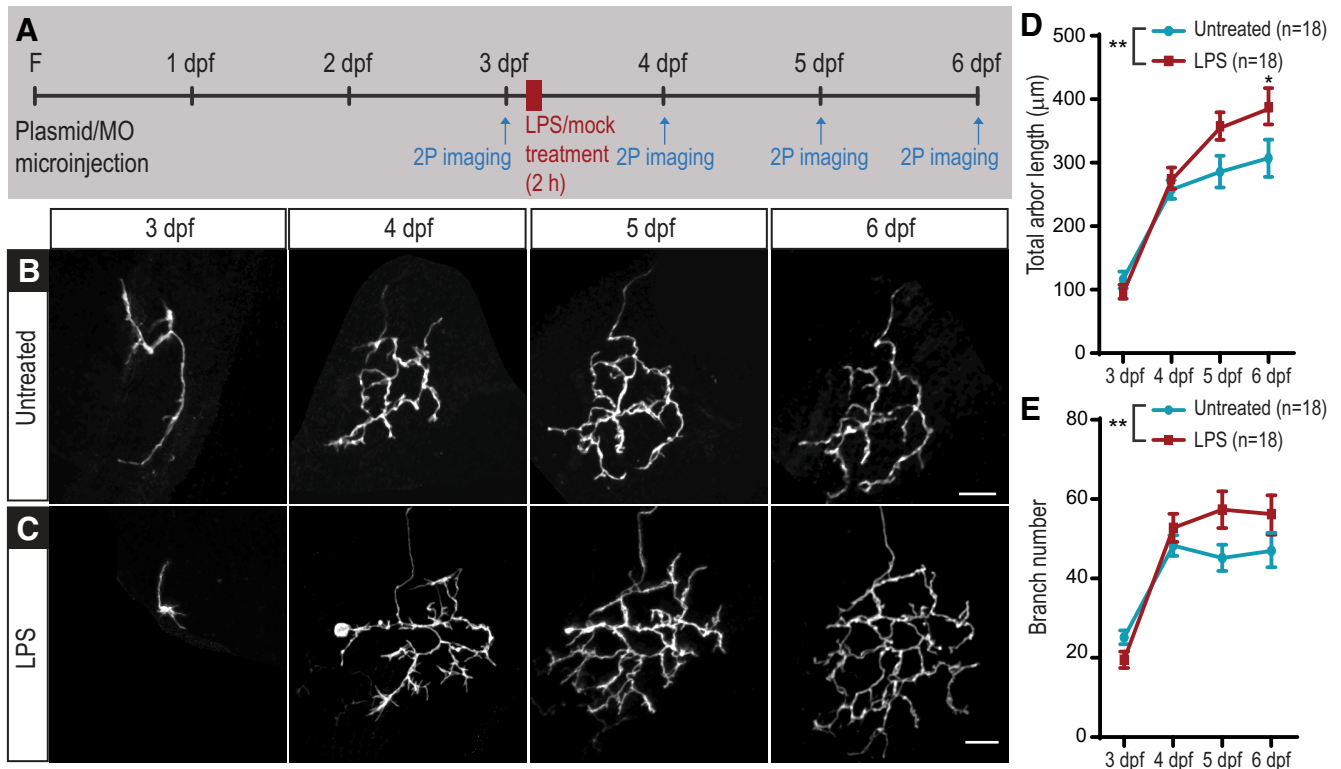 A
F 1 dpf 2 dpf 3 dpf 4 dpf 5 dpf 6 dpf
Plasmid/MO
microinjection
2P imaging
LPS/mock
treatment
(2 h)
2P imaging
2P imaging
2P imaging
3 dpf 4 dpf 5 dpf 6 dpf
B
Untreated
C
LPS
D
Untreated (n=18)
**
LPS (n=18)
*
Total arbor length (µm)
500
400
300
200
100
0
3 dpf 4 dpf 5 dpf 6 dpf
E
Untreated (n=18)
**
LPS (n=18)
Branch number
80
60
40
20
0
3 dpf 4 dpf 5 dpf 6 dpf